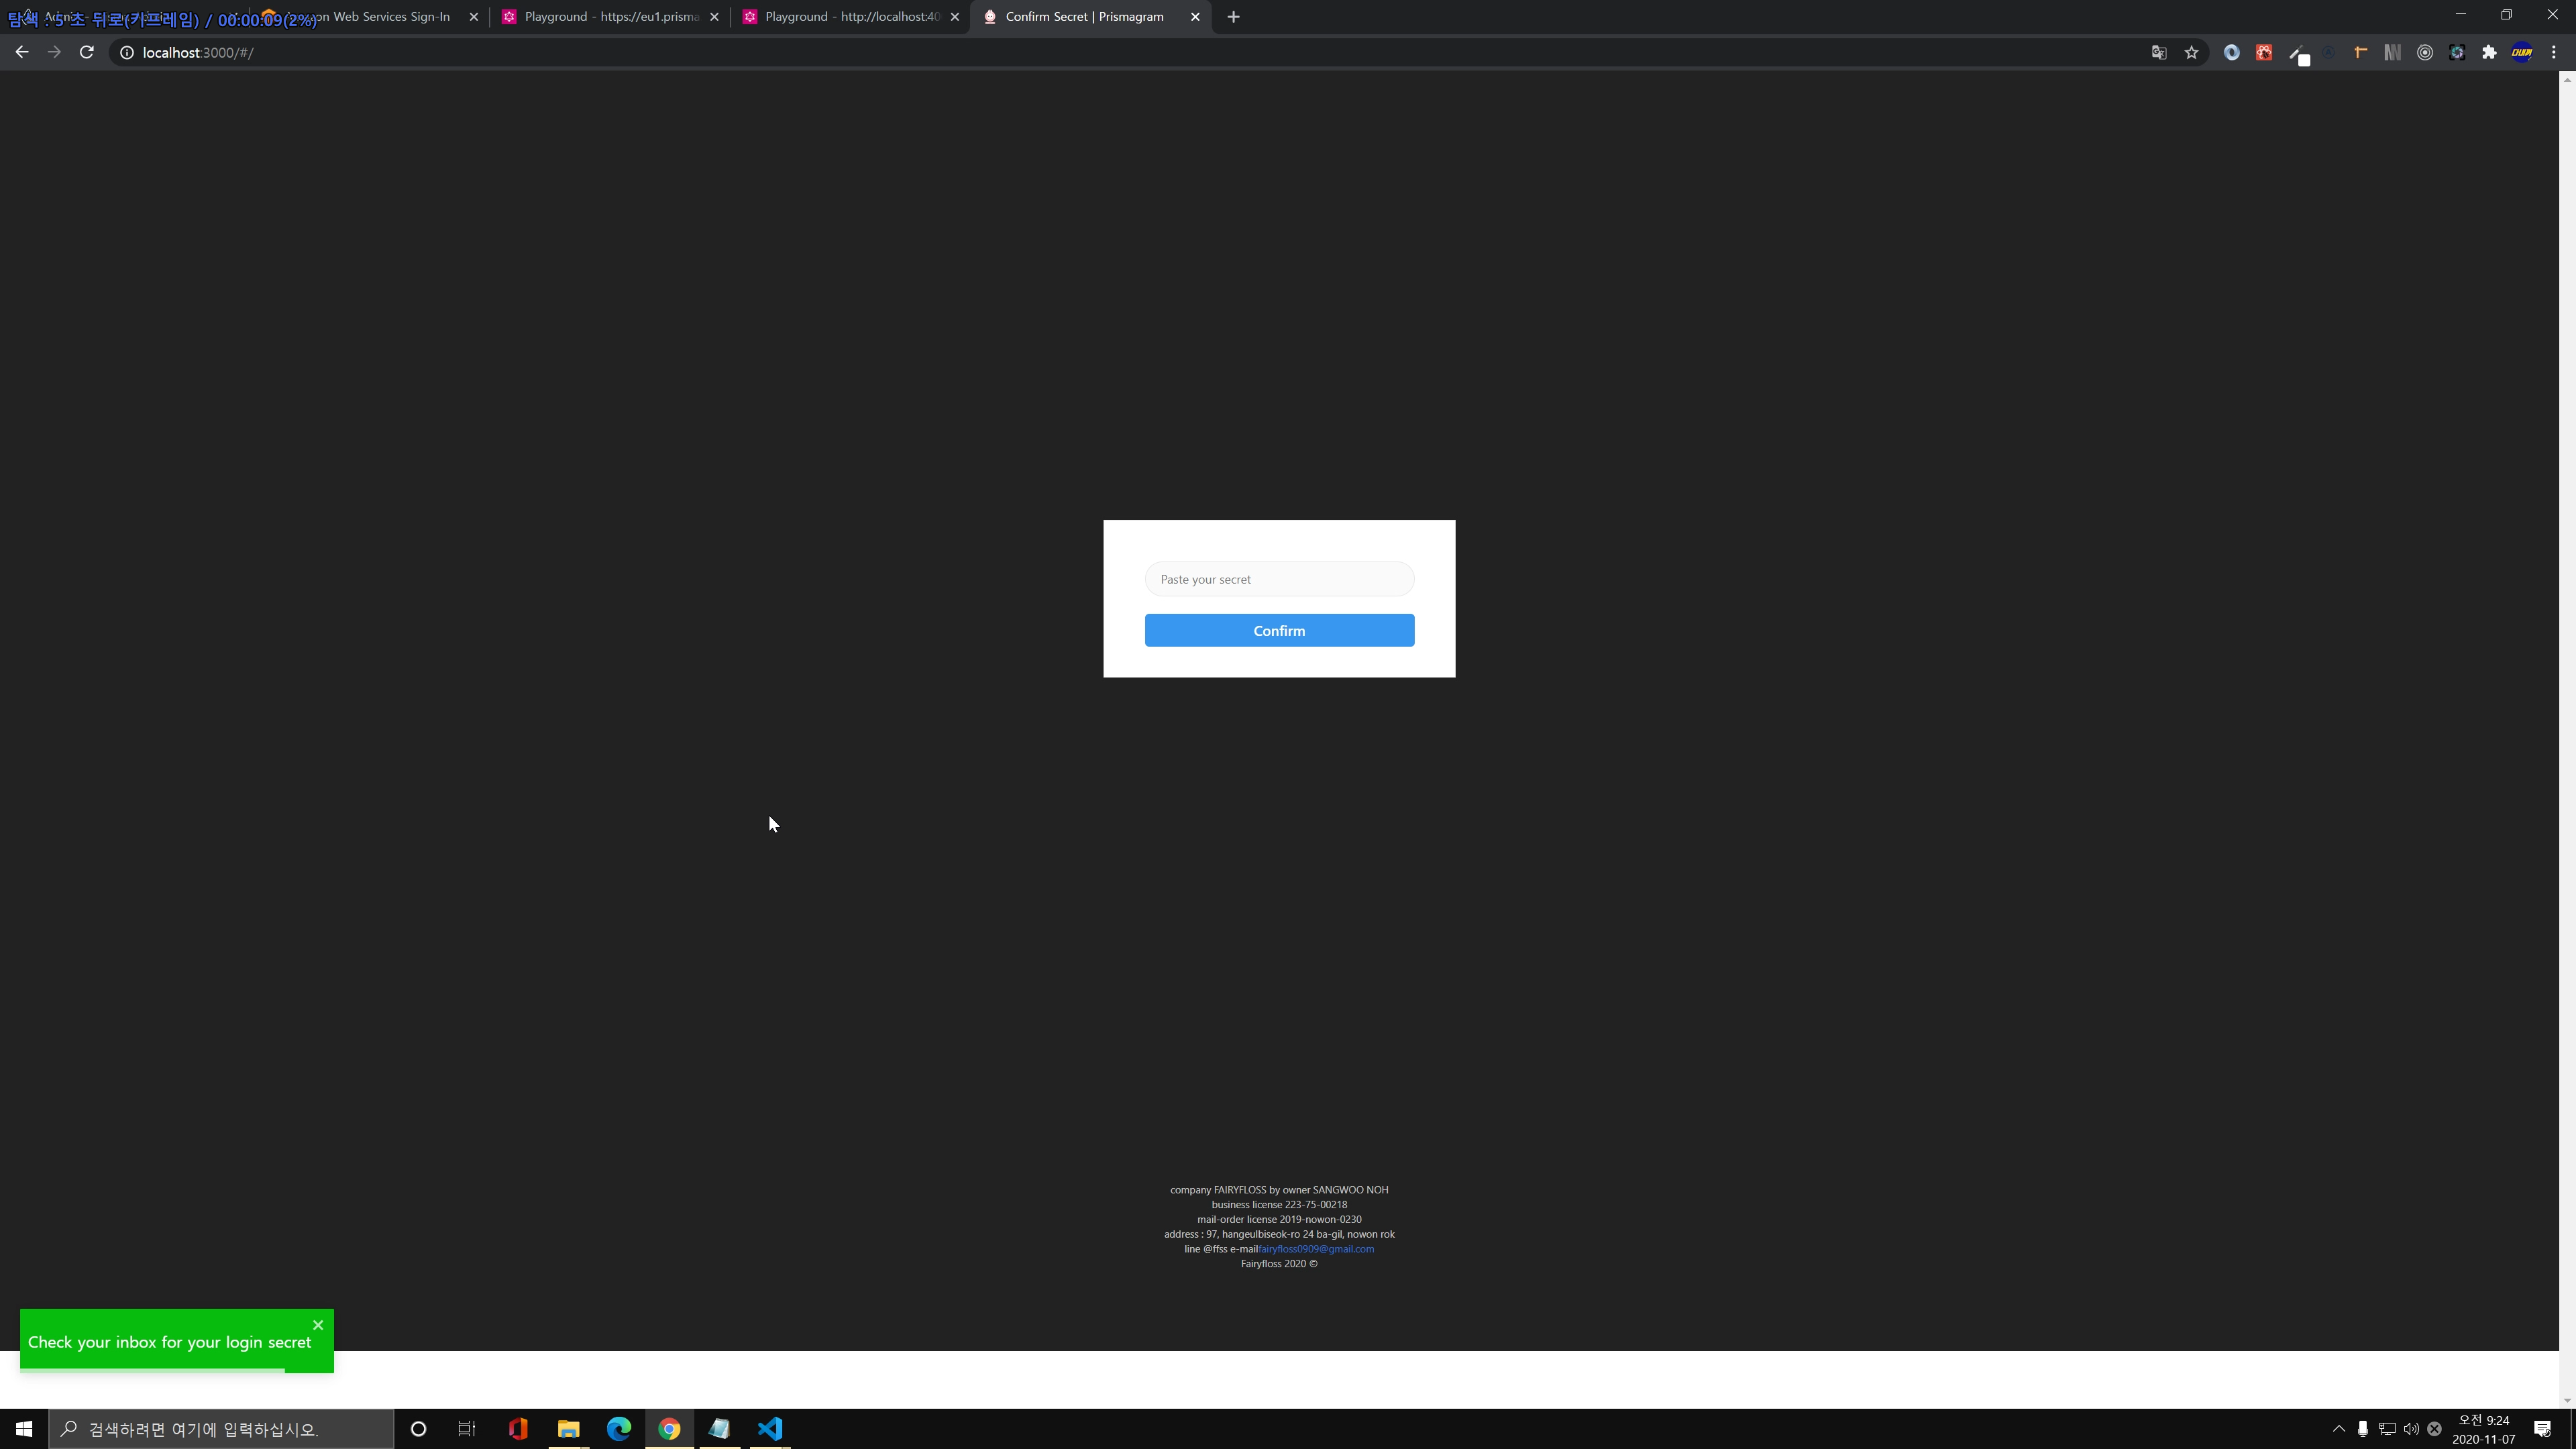 탐색 : 5 초 뒤로(키프레임) / 00:00:09(2%)
Web Services Sign-In
Playground - https://eu1.prisma
Playground - http://localhost:40
Confirm Secret | Prismagram
localhost:3000/#/
Paste your secret
Confirm
company FAIRYFLOSS by owner SANGWOO NOH
business license 223-75-00218
mail-order license 2019-nowon-0230
address : 97, hangeulbiseok-ro 24 ba-gil, nowon rok
line @ffss e-mailfairyfloss0909@gmail.com
Fairyfloss 2020 ©
Check your inbox for your login secret
검색하려면 여기에 입력하십시오.
오전 9:24
2020-11-07